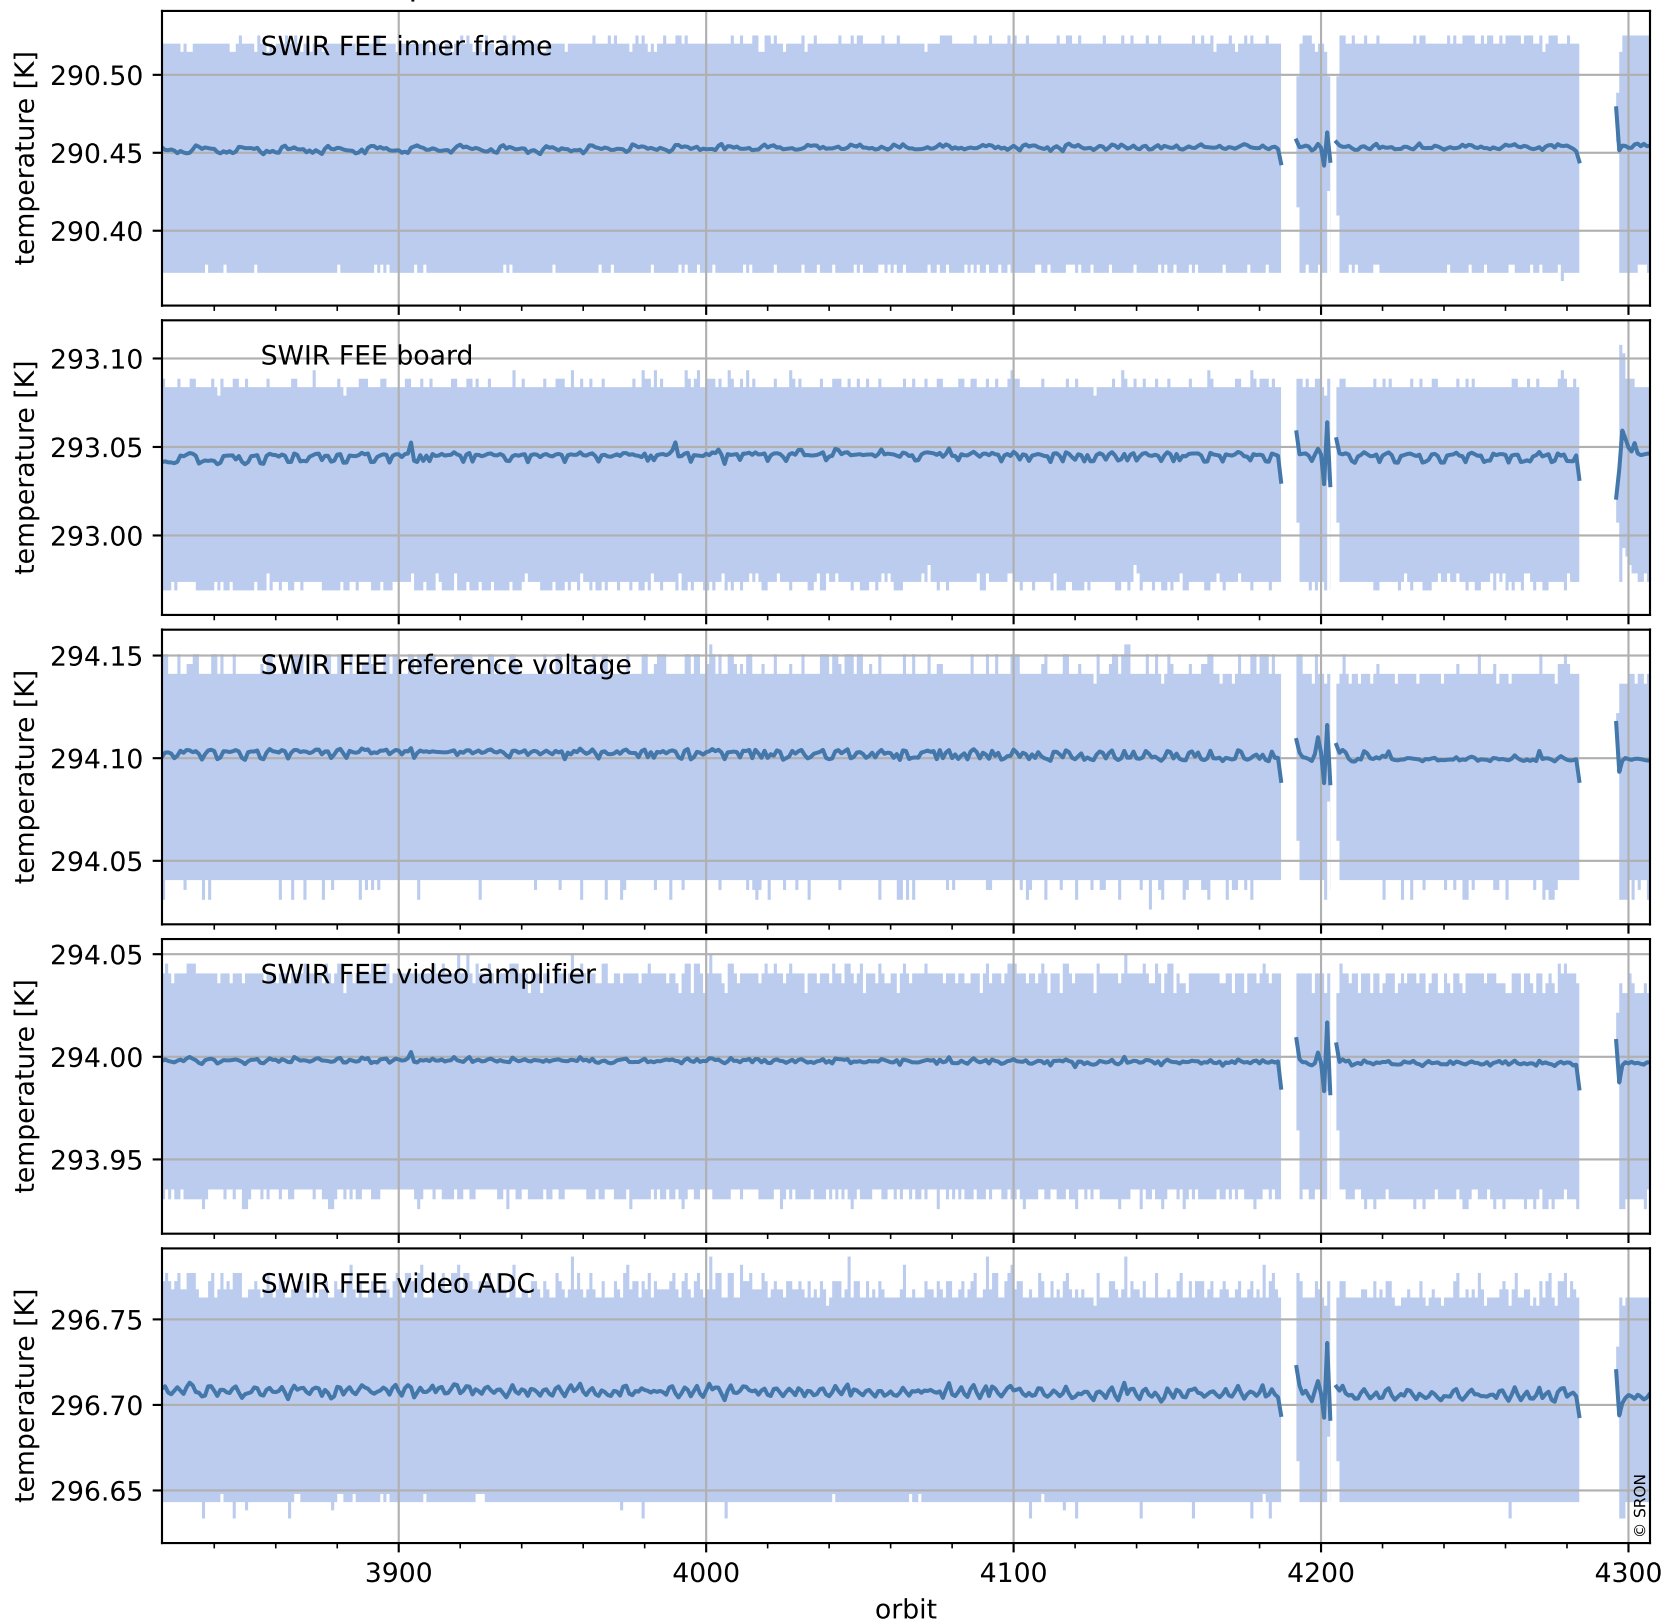 SWIR FEE inner frame
temperature [K]
290.50
290.45
290.40
SWIR FEE board
temperature [K]
293.10
293.05
293.00
SWIR FEE reference voltage
temperature [K]
294.15
294.10
294.05
SWIR FEE video amplifier
temperature [K]
294.05
294.00
293.95
SWIR FEE video ADC
temperature [K]
296.75
296.70
296.65
© SRON
3900 4000 4100 4200 4300
orbit